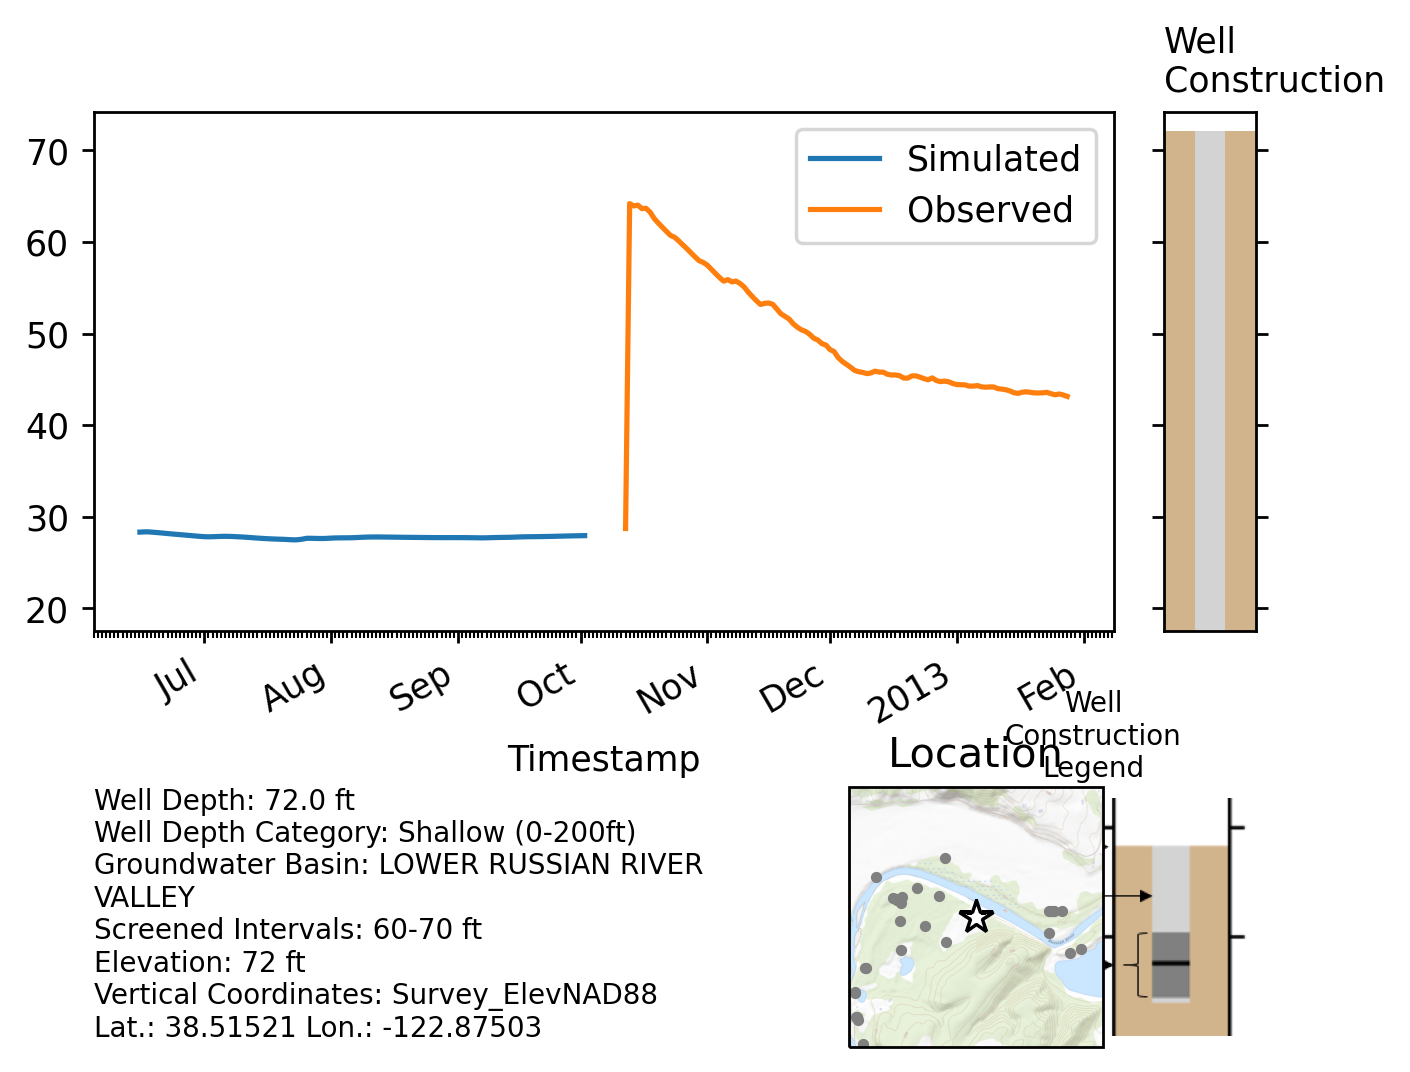 Well
Construction
70
60
50
40
30
20
Simulated
Observed
Jul
Aug
Sep
Oct
Nov
Dec
2013
Feb
Timestamp
Well Depth: 72.0 ft
Well Depth Category: Shallow (0-200ft)
Groundwater Basin: LOWER RUSSIAN RIVER
VALLEY
Screened Intervals: 60-70 ft
Elevation: 72 ft
Vertical Coordinates: Survey_ElevNAD88
Lat.: 38.51521 Lon.: -122.87503
Location
Well
Construction
Legend